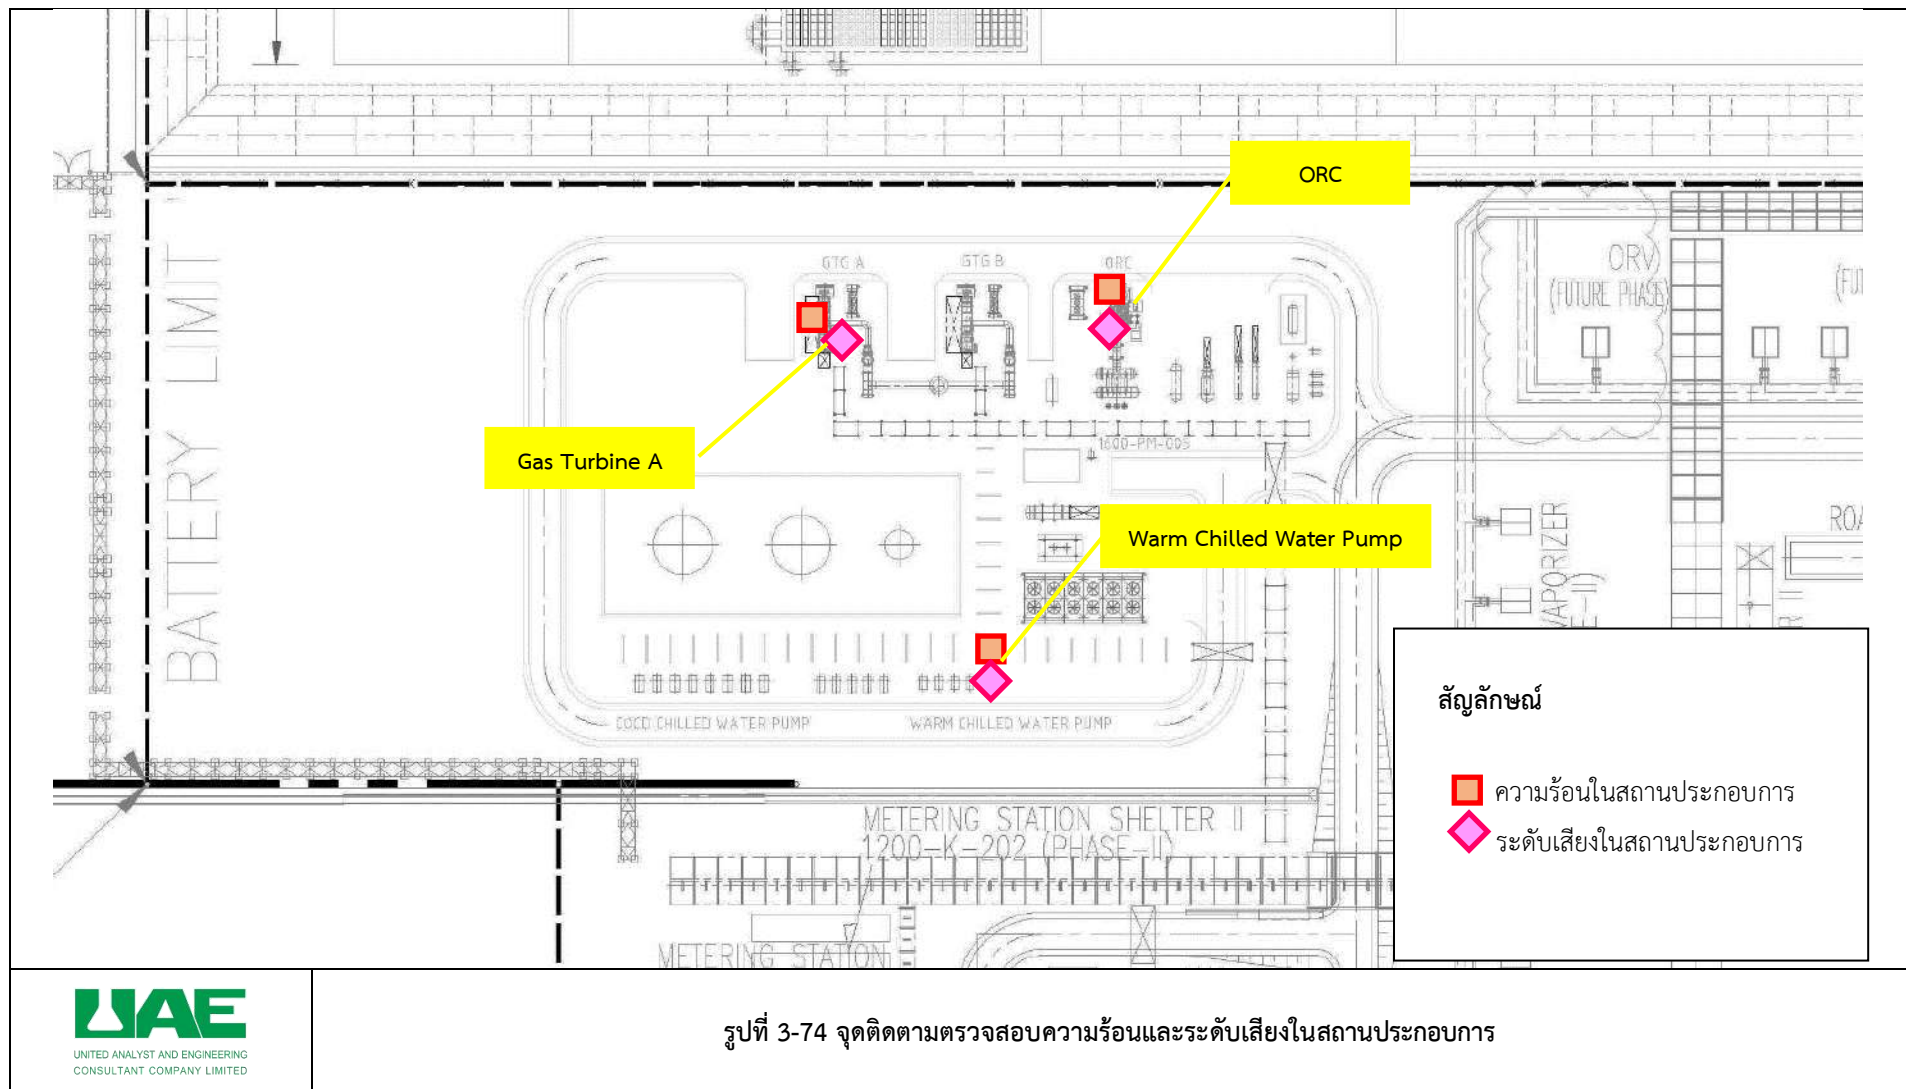 ORC
GTG A
GTG B
ORC
ORV
(FUTURE PHASE)
BATTERY LIMIT
Gas Turbine A
1600-PM-005
Warm Chilled Water Pump
VAPORIZER
COLD CHILLED WATER PUMP
WARM CHILLED WATER PUMP
METERING STATION SHELTER II
1200-K-202 (PHASE-II)
METERING STATION
สัญลักษณ์
ความร้อนในสถานประกอบการ
ระดับเสียงในสถานประกอบการ
UAE
UNITED ANALYST AND ENGINEERING
CONSULTANT COMPANY LIMITED
รูปที่ 3-74 จุดติดตามตรวจสอบความร้อนและระดับเสียงในสถานประกอบการ